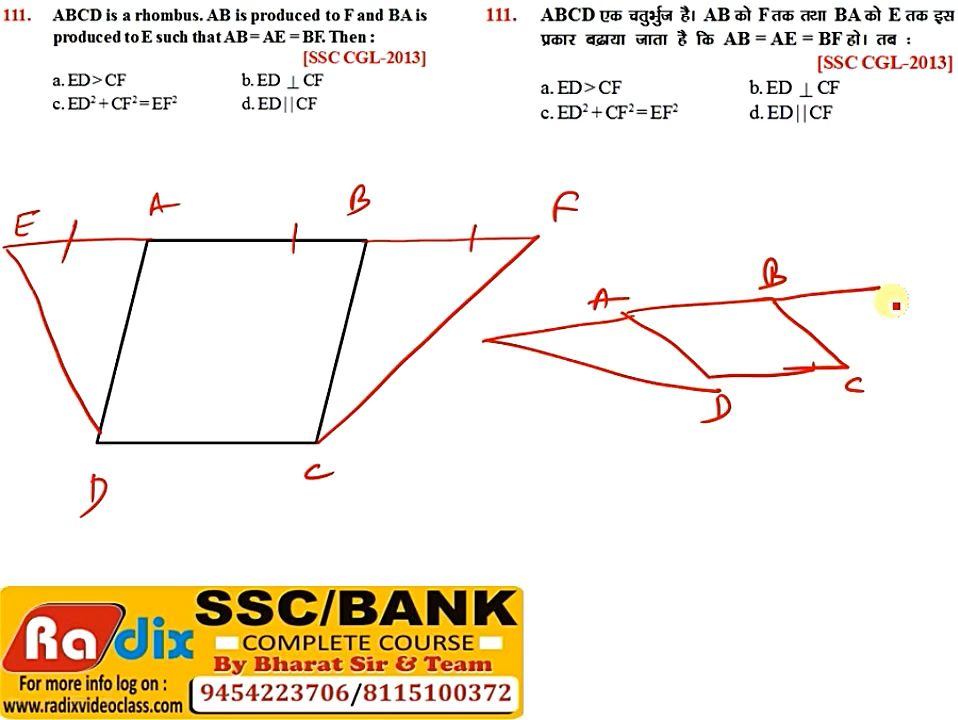 111. ABCD is a rhombus. AB is produced to F and BA is
produced to E such that AB = AE = BF. Then :
[SSC CGL-2013]
a. ED > CF b. ED ⊥ CF
c. ED² + CF² = EF² d. ED||CF
111. ABCD एक चतुर्भुज है। AB को F तक तथा BA को E तक इस
प्रकार बढ़ाया जाता है कि AB = AE = BF हो। तब :
[SSC CGL-2013]
a. ED > CF b. ED ⊥ CF
c. ED² + CF² = EF² d. ED||CF
E A B F
D C
A B
D C
Radix
SSC/BANK
COMPLETE COURSE
By Bharat Sir & Team
For more info log on :
www.radixvideoclass.com
9454223706/8115100372